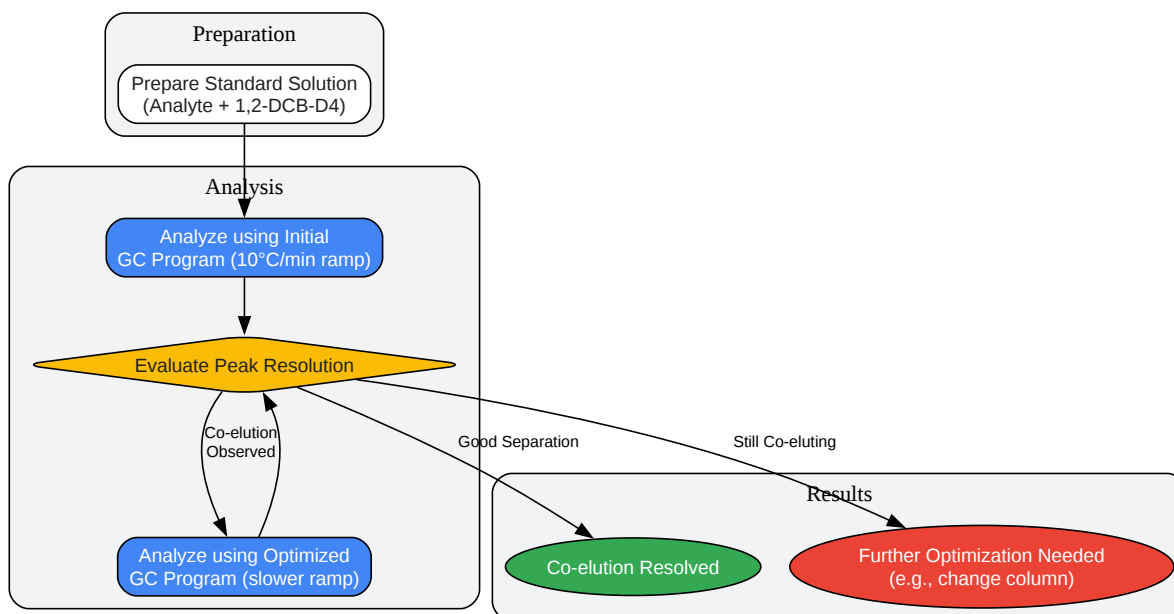 Preparation
Prepare Standard Solution
(Analyte + 1,2-DCB-D4)
Analysis
Analyze using Initial
GC Program (10°C/min ramp)
Evaluate Peak Resolution
Co-elution
Observed
Good Separation
Still Co-eluting
Results
Analyze using Optimized
GC Program (slower ramp)
Co-elution Resolved
Further Optimization Needed
(e.g., change column)